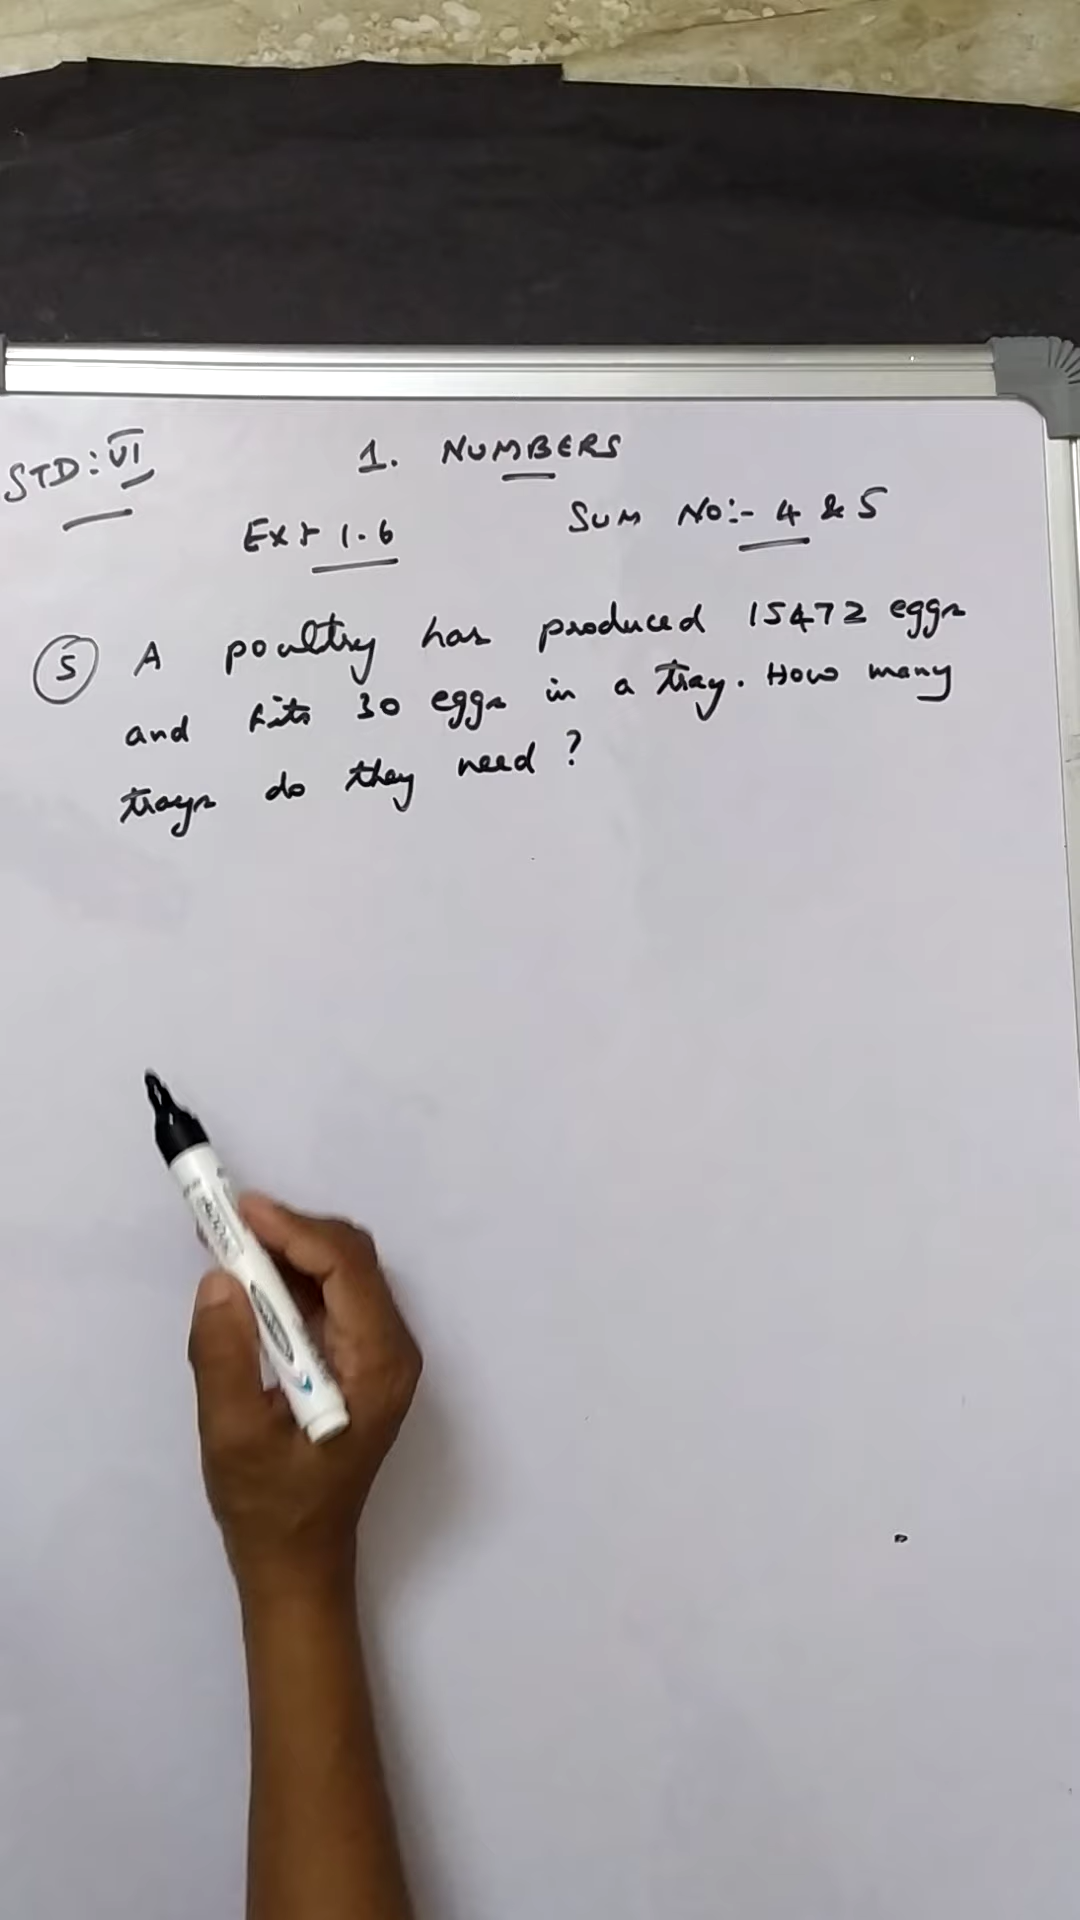 STD: VI
1. NUMBERS
Ex: 1.6
SUM NO:- 4 & 5
5 A poultry has produced 15472 eggs
and fits 30 eggs in a tray. How many
trays do they need?